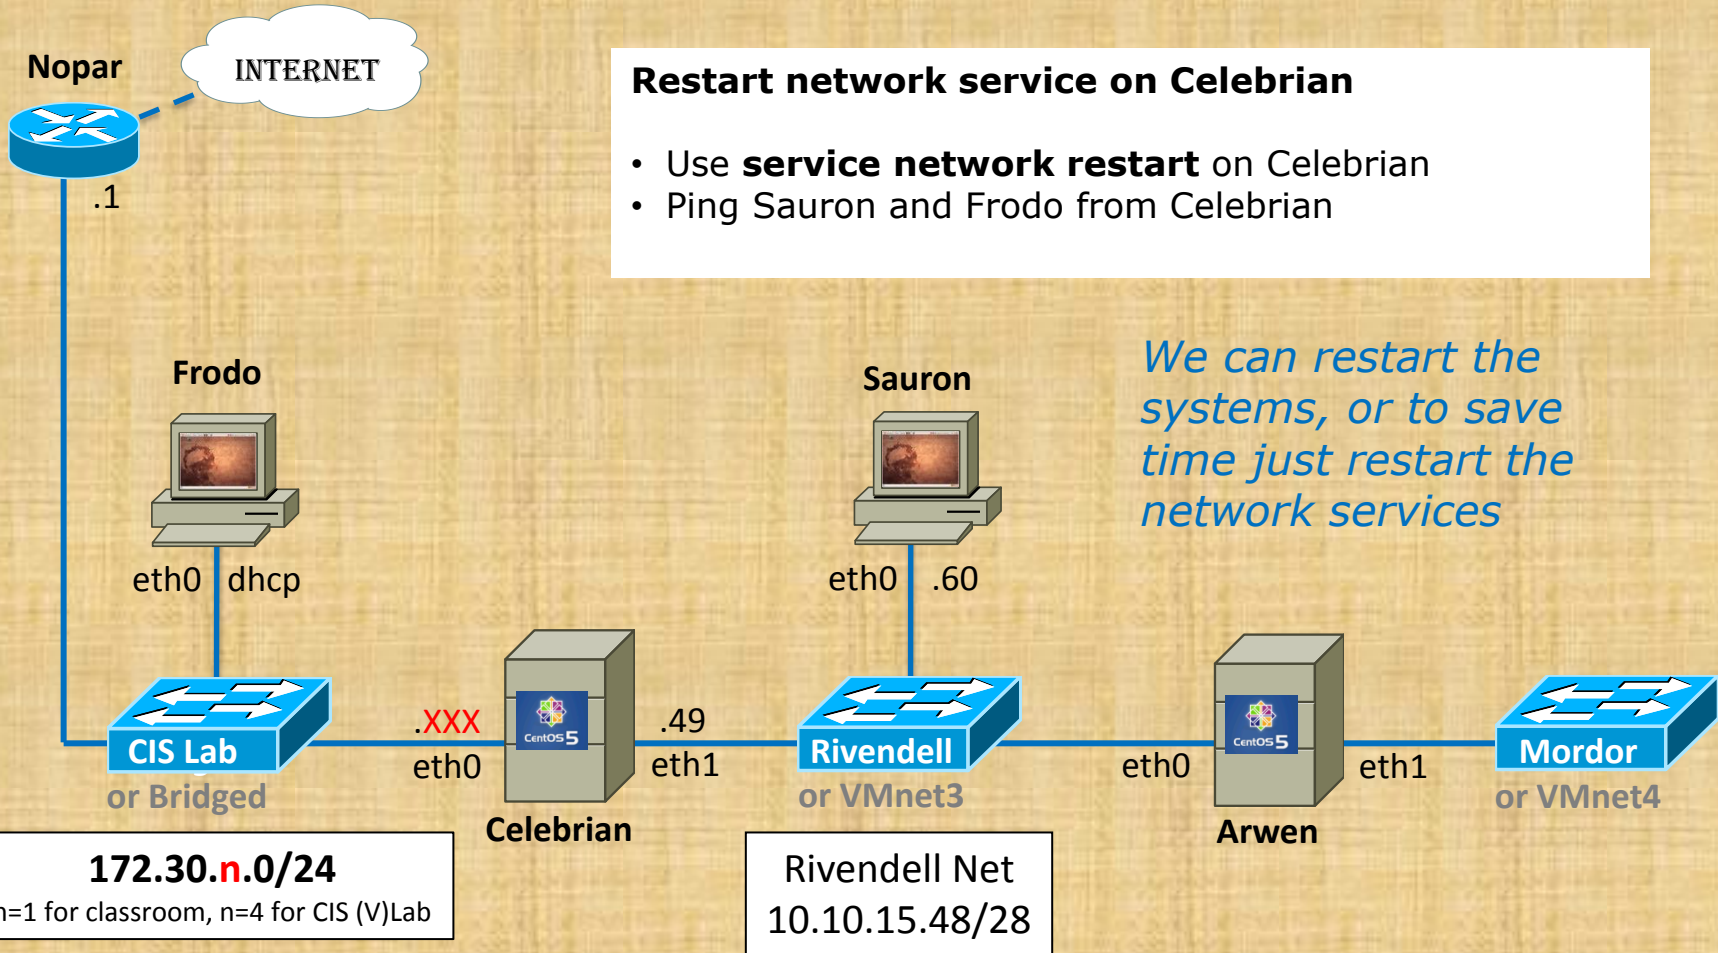 Nopar
INTERNET
Restart network service on Celebrian
• Use service network restart on Celebrian
• Ping Sauron and Frodo from Celebrian
.1
We can restart the
systems, or to save
time just restart the
network services
Frodo
Sauron
eth0 dhcp
eth0 .60
.XXX
eth0
CentOS 5
.49
eth1
CIS Lab
or Bridged
Celebrian
Rivendell
or VMnet3
eth0
CentOS 5
eth1
Arwen
Mordor
or VMnet4
172.30.n.0/24
n=1 for classroom, n=4 for CIS (V)Lab
Rivendell Net
10.10.15.48/28